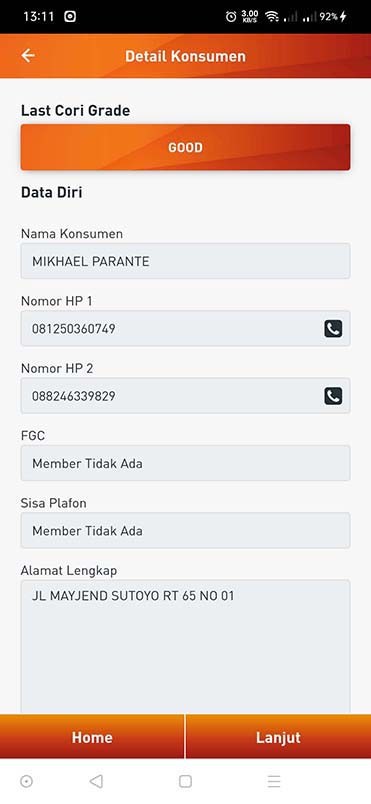 13:11
3.00
KB/S
92%
Detail Konsumen
Last Cori Grade
GOOD
Data Diri
Nama Konsumen
MIKHAEL PARANTE
Nomor HP 1
081250360749
Nomor HP 2
088246339829
FGC
Member Tidak Ada
Sisa Plafon
Member Tidak Ada
Alamat Lengkap
JL MAYJEND SUTOYO RT 65 NO 01
Home
Lanjut